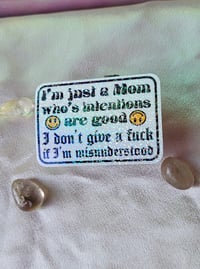 I'm just a Mom
who's intentions
are good
I don't give a fuck
if I'm misunderstood